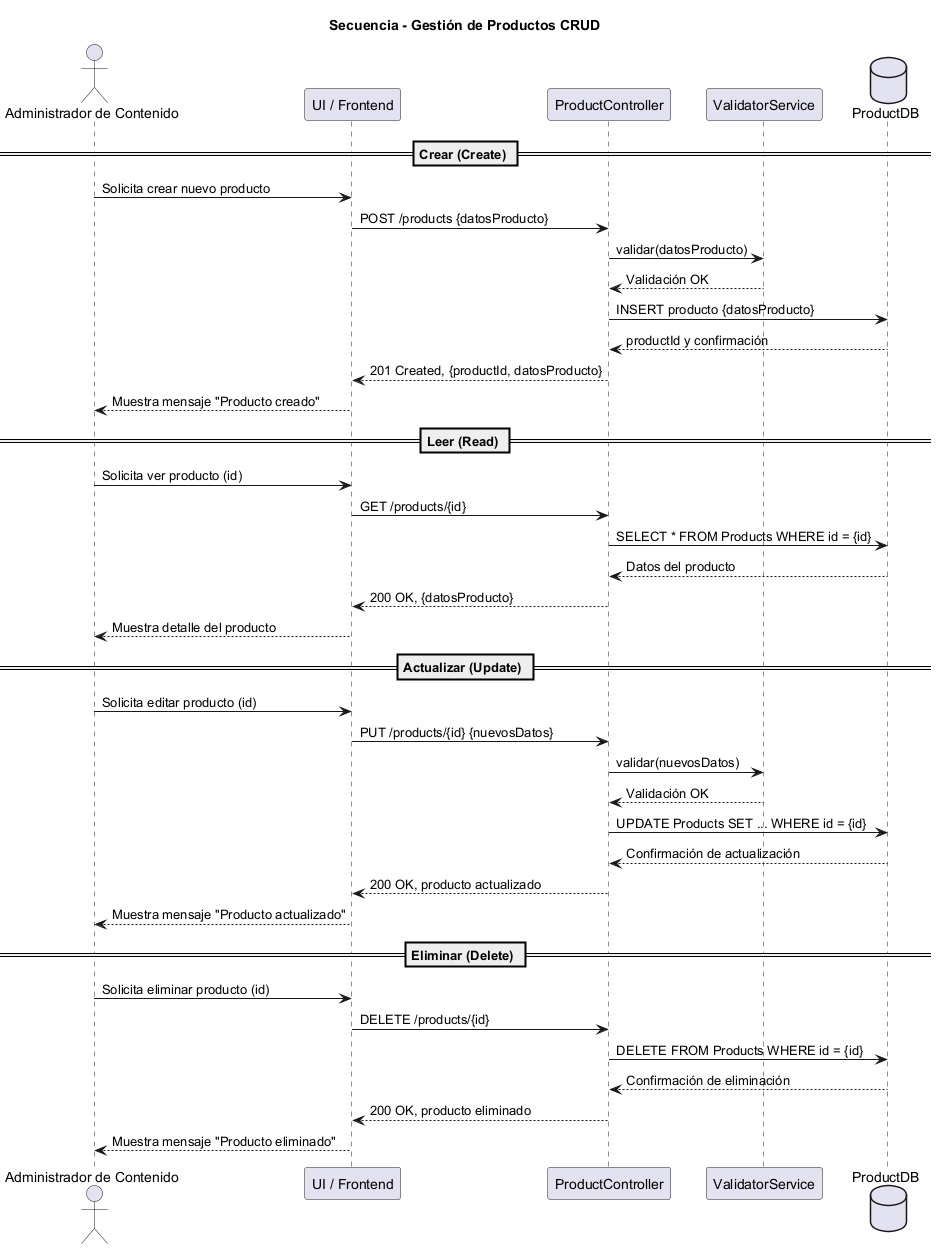 Secuencia - Gestión de Productos CRUD
Administrador de Contenido
UI / Frontend
ProductController
ValidatorService
ProductDB
Crear (Create)
Solicita crear nuevo producto
POST /products {datosProducto}
validar(datosProducto)
Validación OK
INSERT producto {datosProducto}
productId y confirmación
201 Created, {productId, datosProducto}
Muestra mensaje "Producto creado"
Leer (Read)
Solicita ver producto (id)
GET /products/{id}
SELECT * FROM Products WHERE id = {id}
Datos del producto
200 OK, {datosProducto}
Muestra detalle del producto
Actualizar (Update)
Solicita editar producto (id)
PUT /products/{id} {nuevosDatos}
validar(nuevosDatos)
Validación OK
UPDATE Products SET ... WHERE id = {id}
Confirmación de actualización
200 OK, producto actualizado
Muestra mensaje "Producto actualizado"
Eliminar (Delete)
Solicita eliminar producto (id)
DELETE /products/{id}
DELETE FROM Products WHERE id = {id}
Confirmación de eliminación
200 OK, producto eliminado
Muestra mensaje "Producto eliminado"
Administrador de Contenido
UI / Frontend
ProductController
ValidatorService
ProductDB